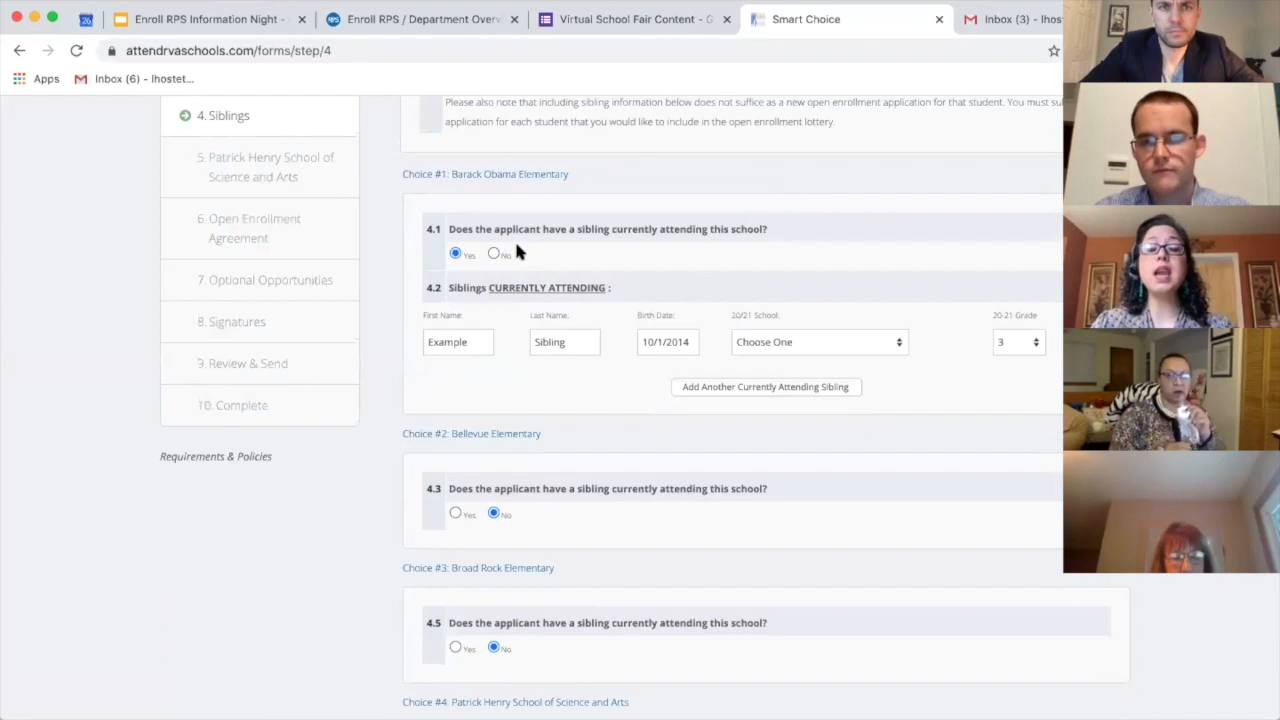 26
Enroll RPS Information Night -
RPS
Enroll RPS / Department Overv
Virtual School Fair Content - G
Smart Choice
Inbox (3) - lhos
attendrvaschools.com/forms/step/4
Apps
Inbox (6) - lhostet...
4. Siblings
5. Patrick Henry School of
Science and Arts
6. Open Enrollment
Agreement
7. Optional Opportunities
8. Signatures
9. Review & Send
10. Complete
Requirements & Policies
Please also note that including sibling information below does not suffice as a new open enrollment application for that student. You must su
application for each student that you would like to include in the open enrollment lottery.
Choice #1: Barack Obama Elementary
4.1 Does the applicant have a sibling currently attending this school?
Yes No
4.2 Siblings CURRENTLY ATTENDING :
First Name: Last Name: Birth Date: 20/21 School: 20-21 Grade
Example Sibling 10/1/2014 Choose One 3
Add Another Currently Attending Sibling
Choice #2: Bellevue Elementary
4.3 Does the applicant have a sibling currently attending this school?
Yes No
Choice #3: Broad Rock Elementary
4.5 Does the applicant have a sibling currently attending this school?
Yes No
Choice #4: Patrick Henry School of Science and Arts